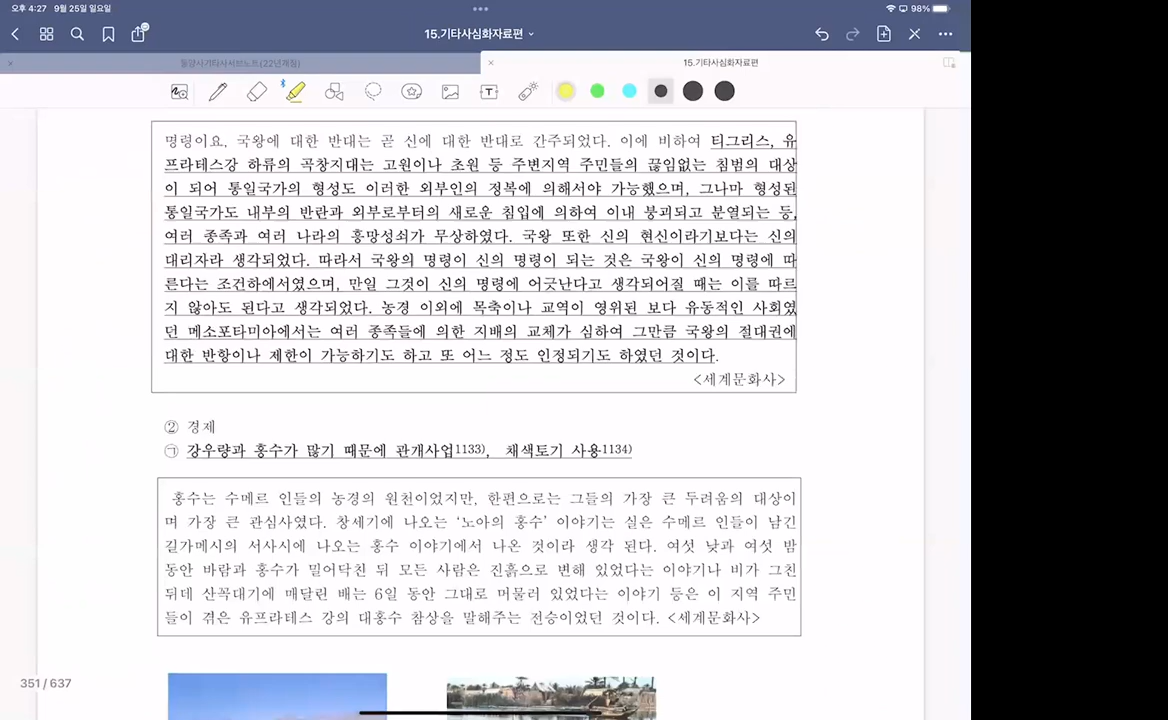 오후 4:27 9월 25일 일요일
98%
15.기타사심화자료편
동양사기타사서브노트(22년개정)
15.기타사심화자료편
명령이요. 국왕에 대한 반대는 곧 신에 대한 반대로 간주되었다. 이에 비하여 티그리스, 유
프라테스강 하류의 곡창지대는 고원이나 초원 등 주변지역 주민들의 끊임없는 침범의 대상
이 되어 통일국가의 형성도 이러한 외부인의 정복에 의해서야 가능했으며, 그나마 형성된
통일국가도 내부의 반란과 외부로부터의 새로운 침입에 의하여 이내 붕괴되고 분열되는 등,
여러 종족과 여러 나라의 흥망성쇠가 무상하였다. 국왕 또한 신의 현신이라기보다는 신의
대리자라 생각되었다. 따라서 국왕의 명령이 신의 명령이 되는 것은 국왕이 신의 명령에 따
른다는 조건하에서였으며, 만일 그것이 신의 명령에 어긋난다고 생각되어질 때는 이를 따르
지 않아도 된다고 생각되었다. 농경 이외에 목축이나 교역이 영위된 보다 유동적인 사회였
던 메소포타미아에서는 여러 종족들에 의한 지배의 교체가 심하여 그만큼 국왕의 절대권에
대한 반항이나 제한이 가능하기도 하고 또 어느 정도 인정되기도 하였던 것이다.
<세계문화사>
② 경제
㉠ 강우량과 홍수가 많기 때문에 관개사업1133), 채색토기 사용1134)
홍수는 수메르 인들의 농경의 원천이었지만, 한편으로는 그들의 가장 큰 두려움의 대상이
며 가장 큰 관심사였다. 창세기에 나오는 ‘노아의 홍수’ 이야기는 실은 수메르 인들이 남긴
길가메시의 서사시에 나오는 홍수 이야기에서 나온 것이라 생각 된다. 여섯 낮과 여섯 밤
동안 바람과 홍수가 밀어닥친 뒤 모든 사람은 진흙으로 변해 있었다는 이야기나 비가 그친
뒤데 산꼭대기에 매달린 배는 6일 동안 그대로 머물러 있었다는 이야기 등은 이 지역 주민
들이 겪은 유프라테스 강의 대홍수 참상을 말해주는 전승이었던 것이다. <세계문화사>
351 / 637